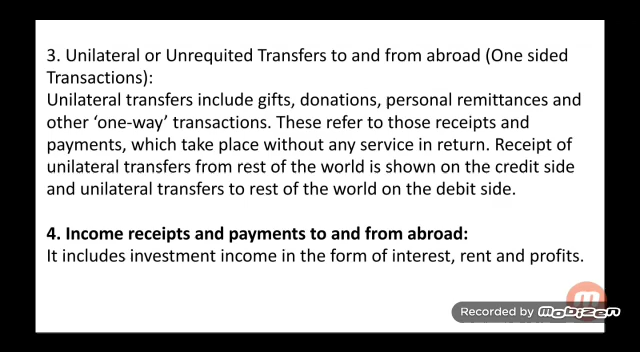 3. Unilateral or Unrequited Transfers to and from abroad (One sided
Transactions):
Unilateral transfers include gifts, donations, personal remittances and
other ‘one-way’ transactions. These refer to those receipts and
payments, which take place without any service in return. Receipt of
unilateral transfers from rest of the world is shown on the credit side
and unilateral transfers to rest of the world on the debit side.
4. Income receipts and payments to and from abroad:
It includes investment income in the form of interest, rent and profits.
Recorded by mobizen